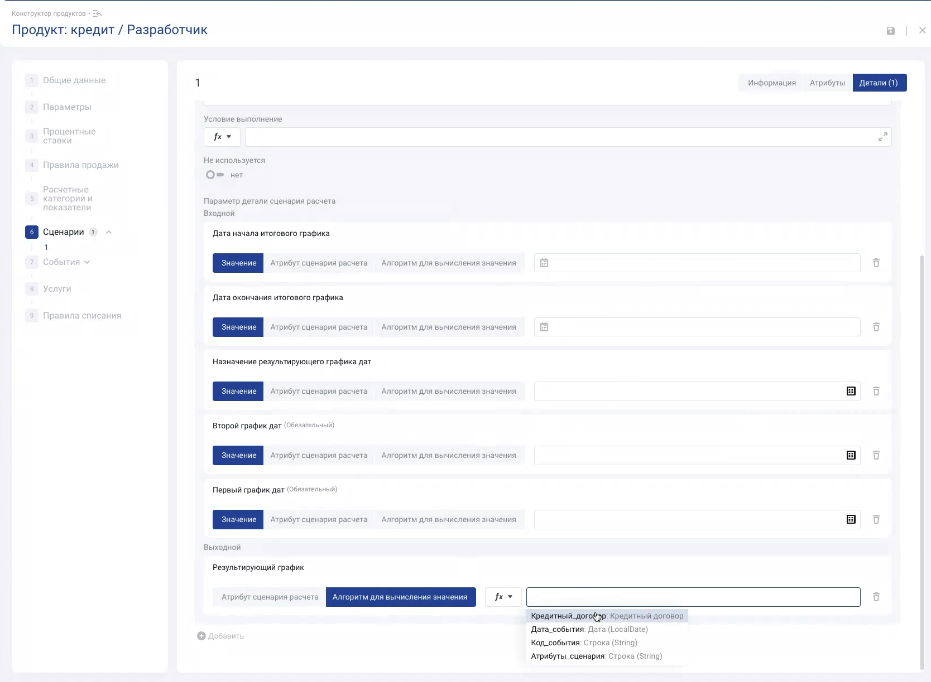 Конструктор продуктов
Продукт: кредит / Разработчик
1 Общие данные
2 Параметры
3 Процентные
ставки
4 Правила продажи
5 Расчетные
категории и
показатели
6 Сценарии 1
1
7 События
8 Услуги
9 Правила списания
1
Информация Атрибуты Детали (1)
Условие выполнение
fx
Не используется
нет
Параметр детали сценария расчета
Входной
Дата начала итогового графика
Значение Атрибут сценария расчета Алгоритм для вычисления значения
Дата окончания итогового графика
Значение Атрибут сценария расчета Алгоритм для вычисления значения
Назначение результирующего графика дат
Значение Атрибут сценария расчета Алгоритм для вычисления значения
Второй график дат (Обязательный)
Значение Атрибут сценария расчета Алгоритм для вычисления значения
Первый график дат (Обязательный)
Значение Атрибут сценария расчета Алгоритм для вычисления значения
Выходной
Результирующий график
Атрибут сценария расчета Алгоритм для вычисления значения fx
Кредитный_договор: Кредитный договор
Дата_события: Дата (LocalDate)
Код_события: Строка (String)
Атрибуты_сценария: Строка (String)
Добавить